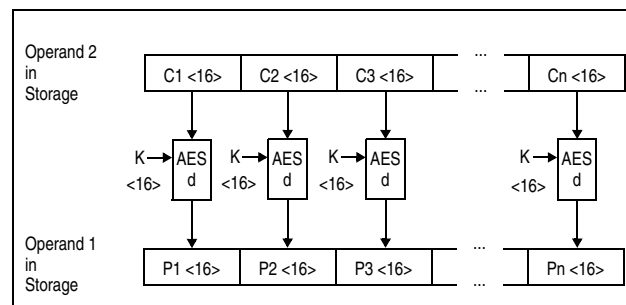 Operand 2
in
Storage
...
C1 <16> C2 <16> C3 <16> ... Cn <16>
K AES d K AES d K AES d K AES d
<16> <16> <16> <16>
Operand 1
in
Storage
...
P1 <16> P2 <16> P3 <16> ... Pn <16>